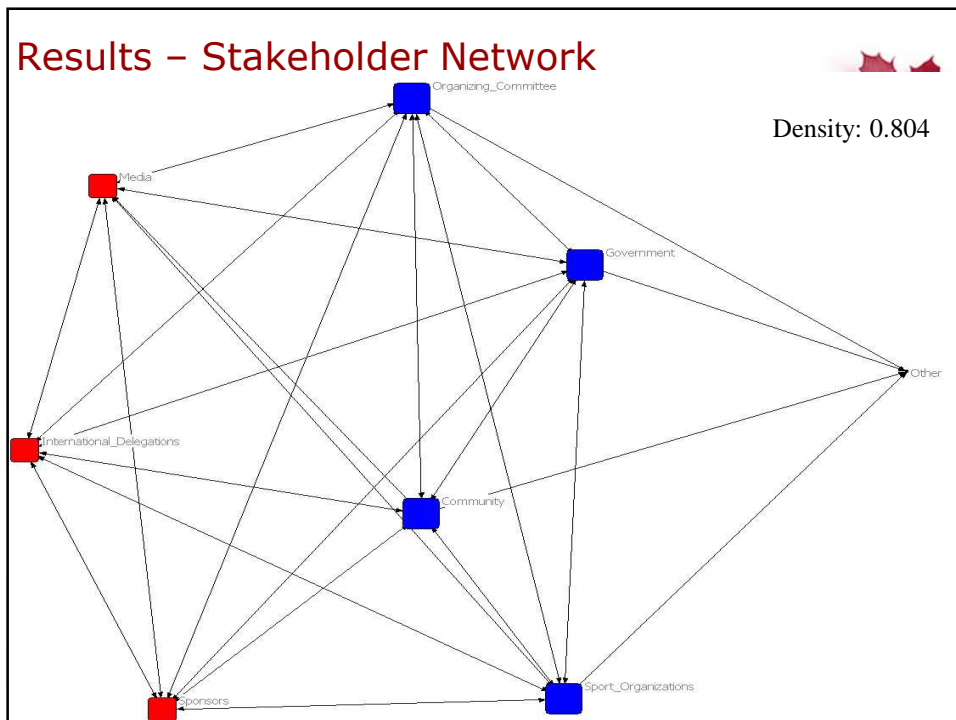 Results – Stakeholder Network
Organizing_Committee
Density: 0.804
Media
Government
Other
International_Delegations
Community
Sport_Organizations
Sponsors